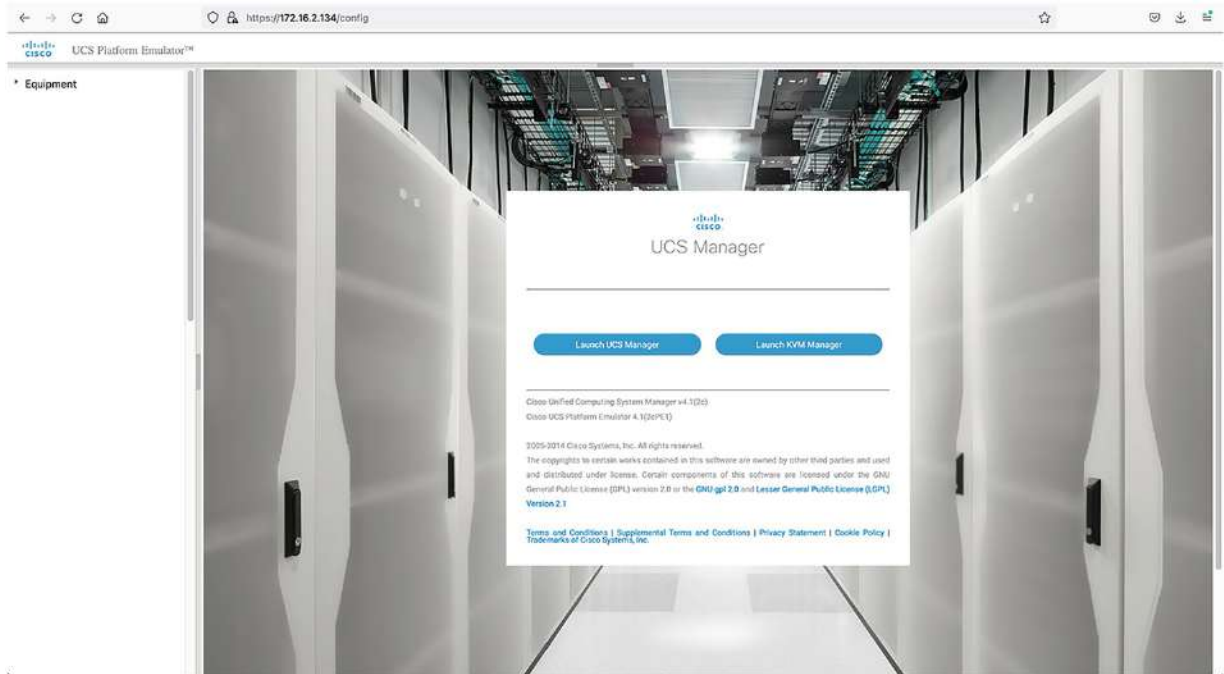 https://172.16.2.134/config
CISCO
UCS Platform Emulator™
Equipment
CISCO
UCS Manager
Launch UCS Manager
Launch KVM Manager
Cisco Unified Computing System Manager v4.1(2c)
Cisco UCS Platform Emulator 4.1(2cPE1)
2005-2014 Cisco Systems, Inc. All rights reserved.
The copyrights to certain works contained in this software are owned by other third parties and used
and distributed under license. Certain components of this software are licensed under the GNU
General Public License (GPL) version 2.0 or the GNU gpl 2.0 and Lesser General Public License (LGPL)
Version 2.1
Terms and Conditions | Supplemental Terms and Conditions | Privacy Statement | Cookie Policy |
Trademarks of Cisco Systems, Inc.